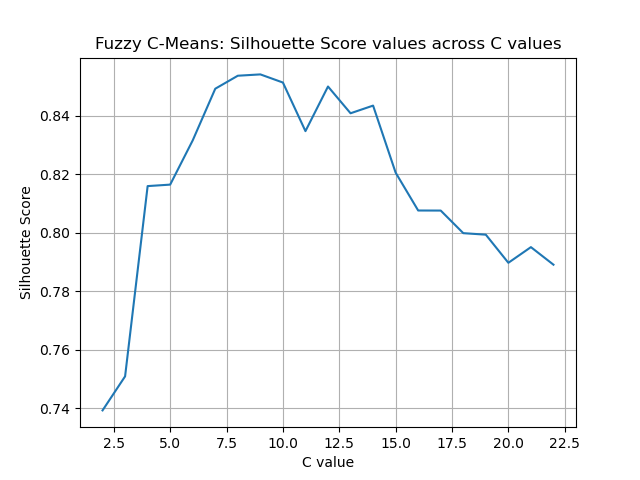 Fuzzy C-Means: Silhouette Score values across C values
Silhouette Score
0.84
0.82
0.80
0.78
0.76
0.74
2.5 5.0 7.5 10.0 12.5 15.0 17.5 20.0 22.5
C value